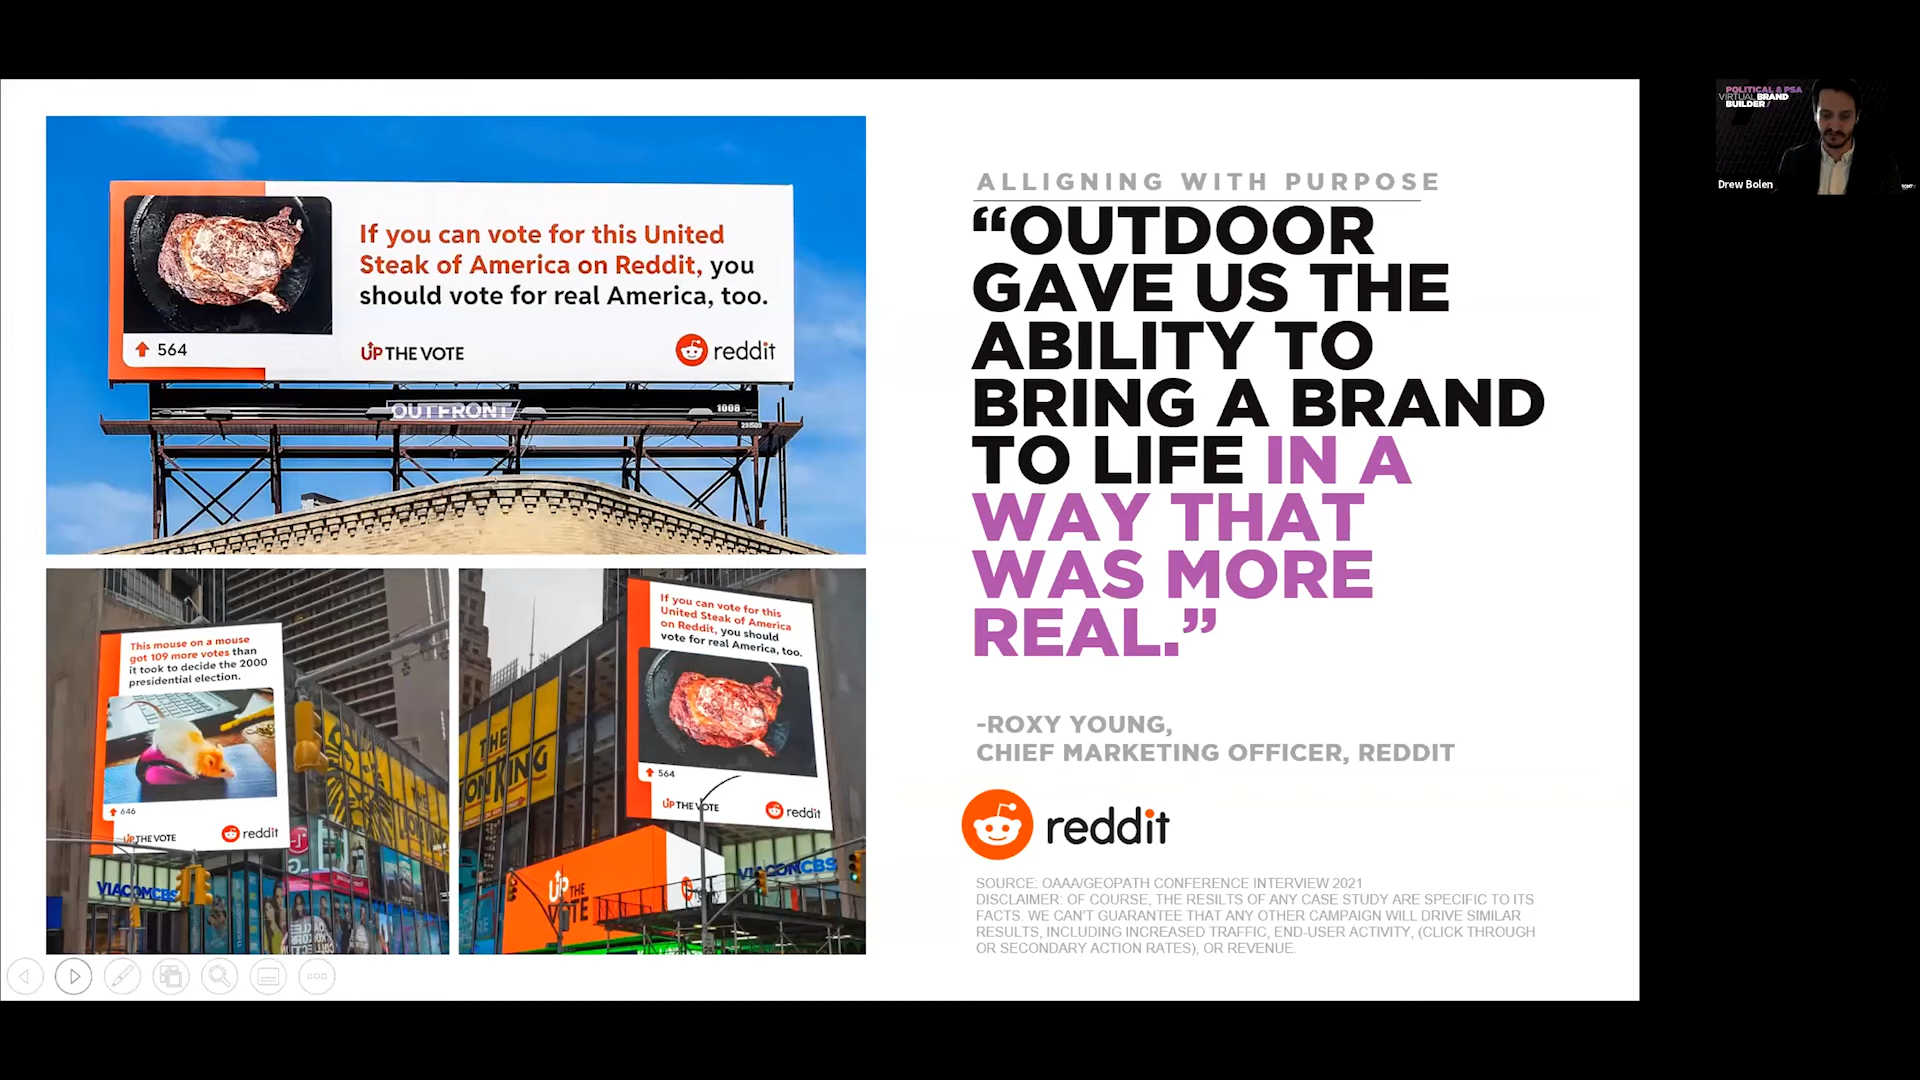 If you can vote for this United
Steak of America on Reddit, you
should vote for real America, too.
564
UP THE VOTE
reddit
OUTFRONT/
1008
This mouse on a mouse
got 109 more votes than
it took to decide the 2000
presidential election.
646
UP THE VOTE
reddit
VIACOMCBS
THE
If you can vote for this
United Steak of America
on Reddit, you should
vote for real America, too.
564
UP THE VOTE
reddit
THE
ION KING
UP THE
VOTE
VIACOMCBS
ALLIGNING WITH PURPOSE
“OUTDOOR
GAVE US THE
ABILITY TO
BRING A BRAND
TO LIFE IN A
WAY THAT
WAS MORE
REAL.”
-ROXY YOUNG,
CHIEF MARKETING OFFICER, REDDIT
reddit
SOURCE: OAAA/GEOPATH CONFERENCE INTERVIEW 2021
DISCLAIMER: OF COURSE, THE RESILTS OF ANY CASE STUDY ARE SPECIFIC TO ITS
FACTS. WE CAN'T GUARANTEE THAT ANY OTHER CAMPAIGN WILL DRIVE SIMILAR
RESULTS, INCLUDING INCREASED TRAFFIC, END-USER ACTIVITY, (CLICK THROUGH
OR SECONDARY ACTION RATES), OR REVENUE.
POLITICAL & PSA
VIRTUAL BRAND
BUILDER/
Drew Bolen